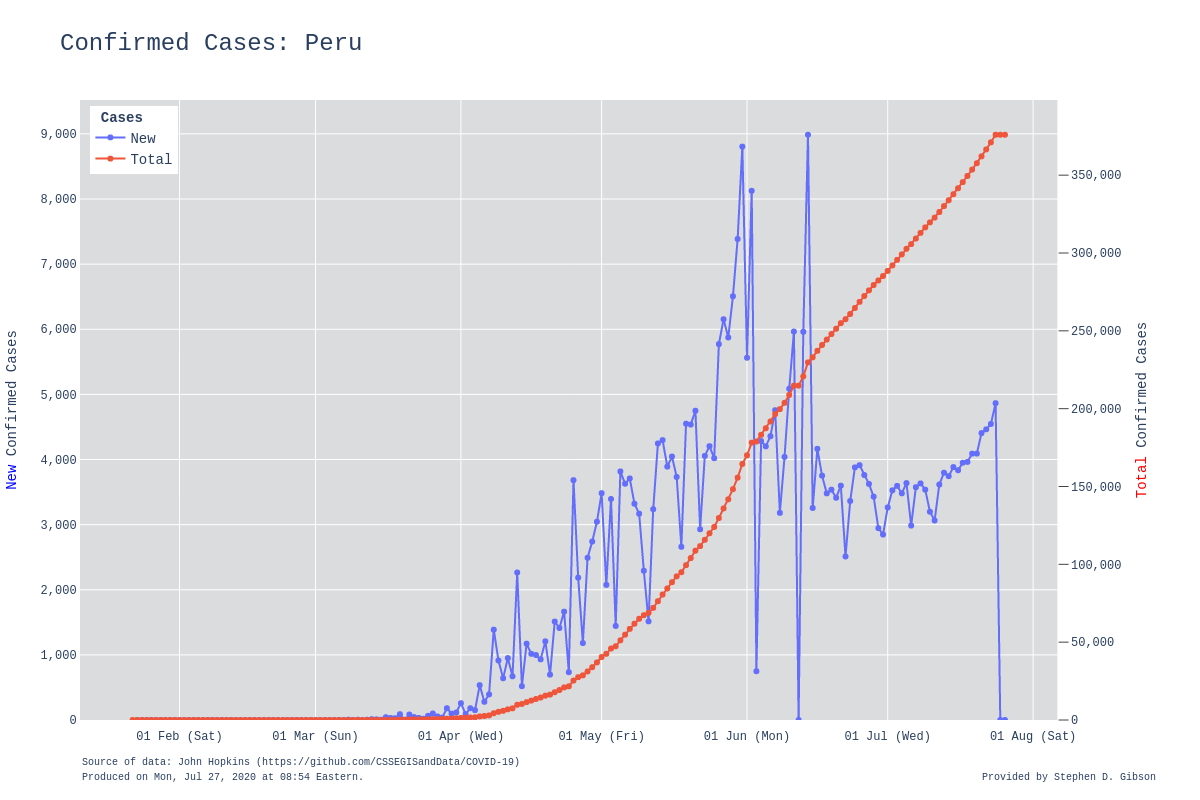 Confirmed Cases: Peru
Cases
New
Total
9,000
8,000
7,000
6,000
5,000
4,000
3,000
2,000
1,000
0
New Confirmed Cases
350,000
300,000
250,000
200,000
150,000
100,000
50,000
0
Total Confirmed Cases
01 Feb (Sat) 01 Mar (Sun) 01 Apr (Wed) 01 May (Fri) 01 Jun (Mon) 01 Jul (Wed) 01 Aug (Sat)
Source of data: John Hopkins (https://github.com/CSSEGISandData/COVID-19)
Produced on Mon, Jul 27, 2020 at 08:54 Eastern.
Provided by Stephen D. Gibson